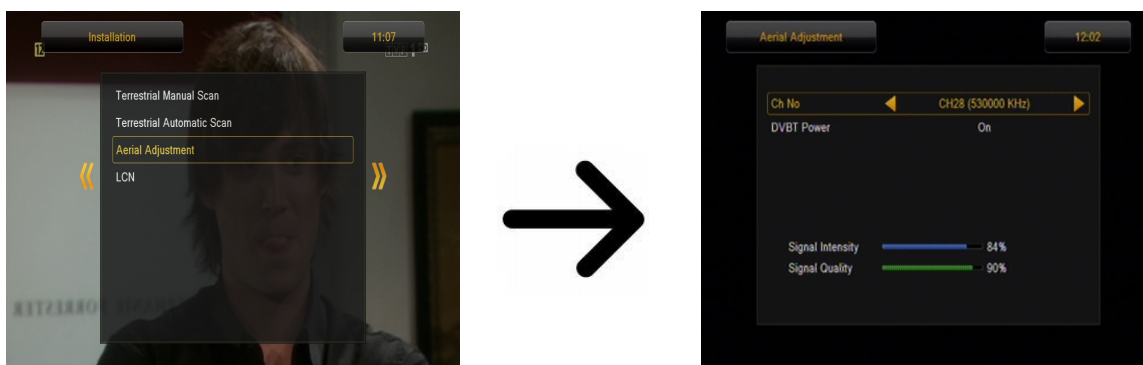 Installation
11:07
Terrestrial Manual Scan
Terrestrial Automatic Scan
Aerial Adjustment
LCN
Aerial Adjustment
12:02
Ch No CH28 (530000 KHz)
DVBT Power On
Signal Intensity 84%
Signal Quality 90%